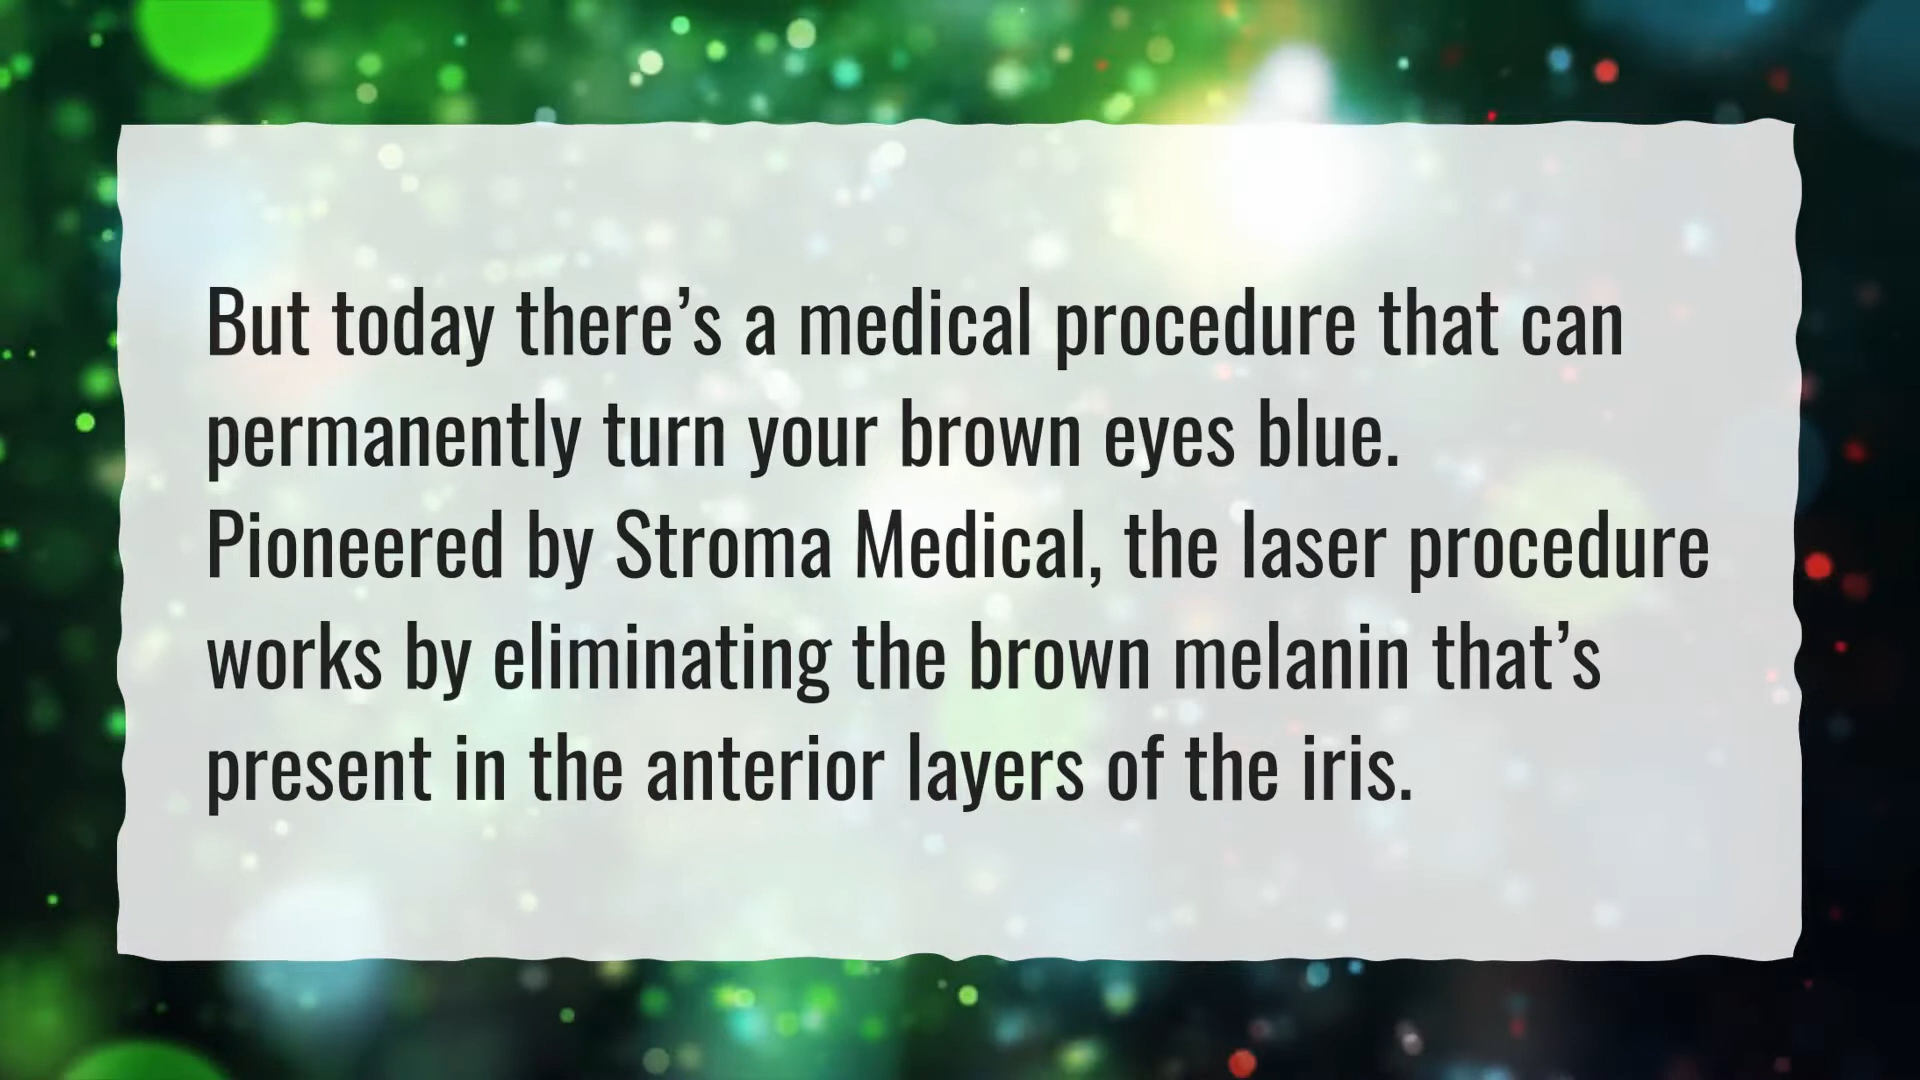 But today there’s a medical procedure that can
permanently turn your brown eyes blue.
Pioneered by Stroma Medical, the laser procedure
works by eliminating the brown melanin that’s
present in the anterior layers of the iris.